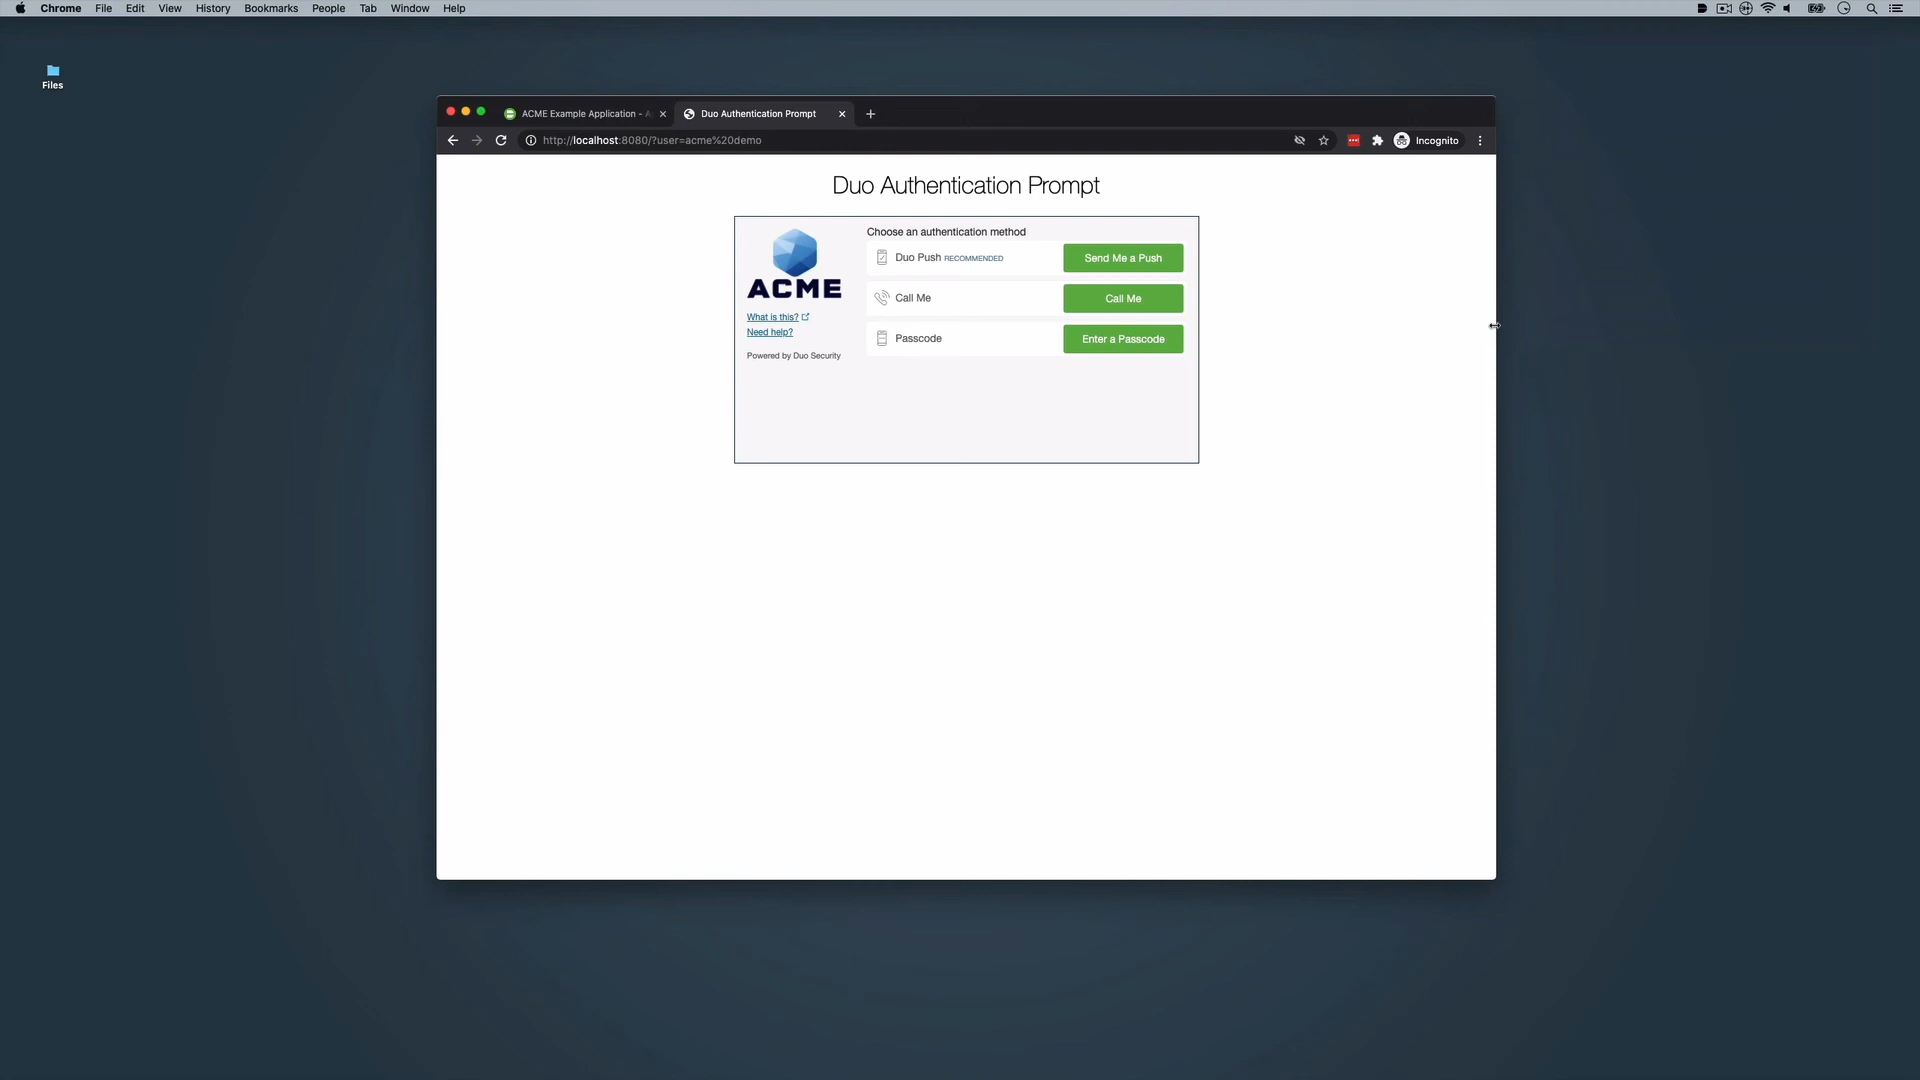 Chrome File Edit View History Bookmarks People Tab Window Help
Files
ACME Example Application - Duo Authentication Prompt
http://localhost:8080/?user=acme%20demo Incognito
Duo Authentication Prompt
ACME
What is this?
Need help?
Powered by Duo Security
Choose an authentication method
Duo Push RECOMMENDED Send Me a Push
Call Me Call Me
Passcode Enter a Passcode